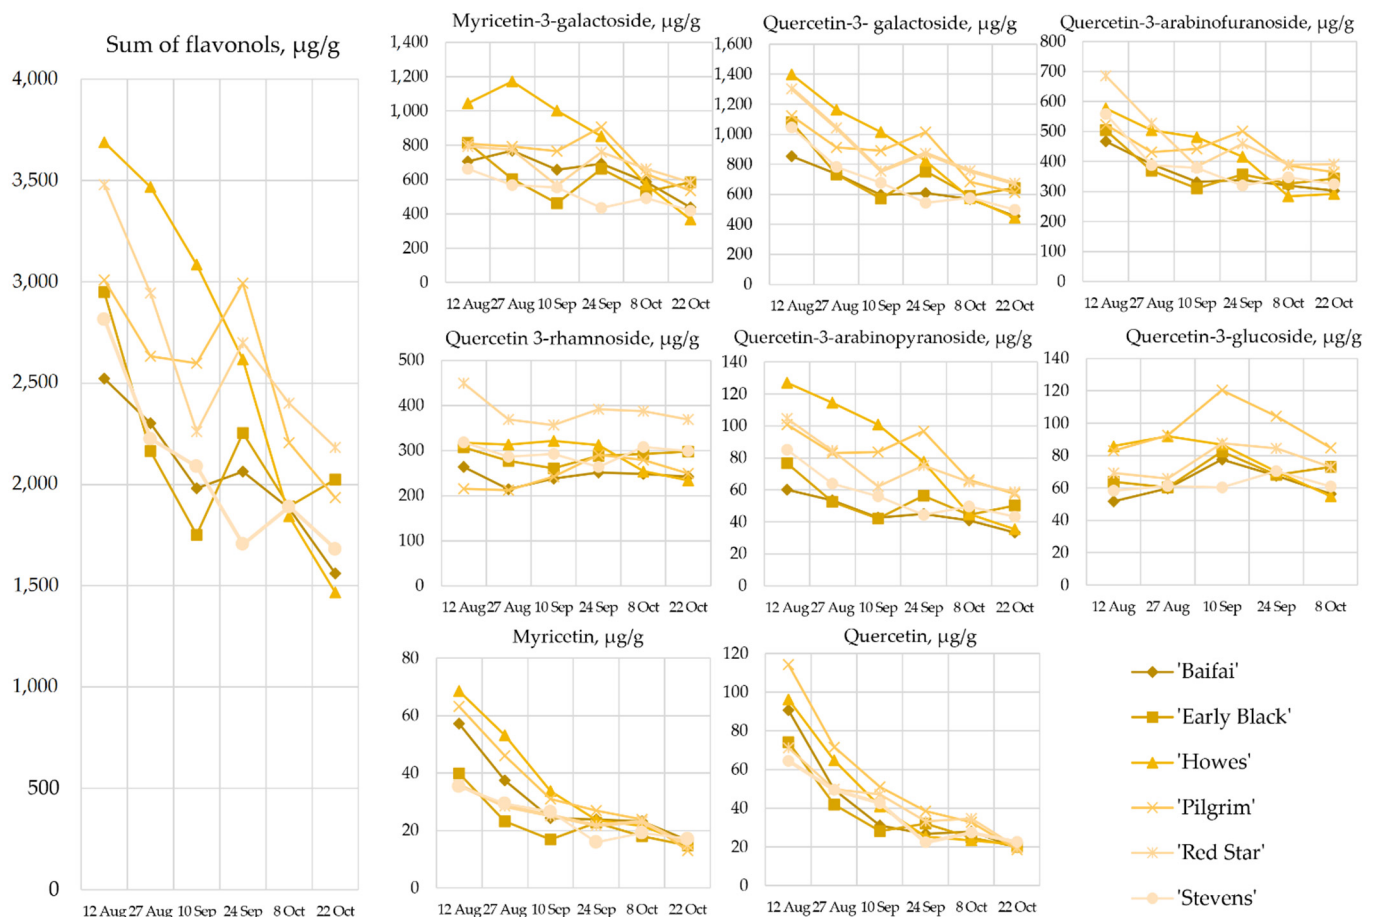 Sum of flavonols, µg/g
4,000
3,500
3,000
2,500
2,000
1,500
1,000
500
0
12 Aug 27 Aug 10 Sep 24 Sep 8 Oct 22 Oct
Myricetin-3-galactoside, µg/g
1,400
1,200
1,000
800
600
400
200
0
12 Aug 27 Aug 10 Sep 24 Sep 8 Oct 22 Oct
Quercetin-3- galactoside, µg/g
1,600
1,400
1,200
1,000
800
600
400
200
0
12 Aug 27 Aug 10 Sep 24 Sep 8 Oct 22 Oct
Quercetin-3-arabinofuranoside, µg/g
800
700
600
500
400
300
200
100
0
12 Aug 27 Aug 10 Sep 24 Sep 8 Oct 22 Oct
Quercetin 3-rhamnoside, µg/g
500
400
300
200
100
0
12 Aug 27 Aug 10 Sep 24 Sep 8 Oct 22 Oct
Quercetin-3-arabinopyranoside, µg/g
140
120
100
80
60
40
20
0
12 Aug 27 Aug 10 Sep 24 Sep 8 Oct 22 Oct
Quercetin-3-glucoside, µg/g
140
120
100
80
60
40
20
0
12 Aug 27 Aug 10 Sep 24 Sep 8 Oct
Myricetin, µg/g
80
60
40
20
0
12 Aug 27 Aug 10 Sep 24 Sep 8 Oct 22 Oct
Quercetin, µg/g
120
100
80
60
40
20
0
12 Aug 27 Aug 10 Sep 24 Sep 8 Oct 22 Oct
'Baifai'
'Early Black'
'Howes'
'Pilgrim'
'Red Star'
'Stevens'